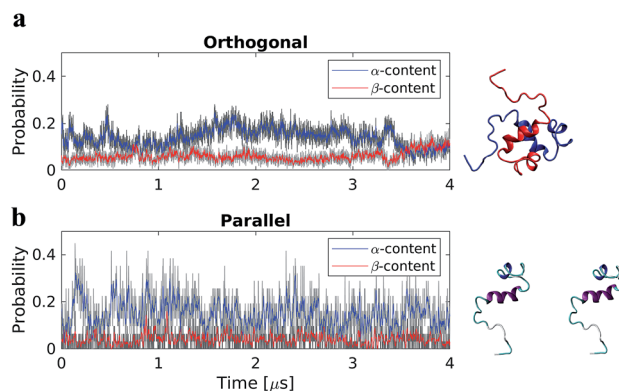 a
Orthogonal
Probability
0.4
0.2
0
α-content
β-content
0 1 2 3 4
b
Parallel
Probability
0.4
0.2
0
α-content
β-content
0 1 2 3 4
Time [μs]